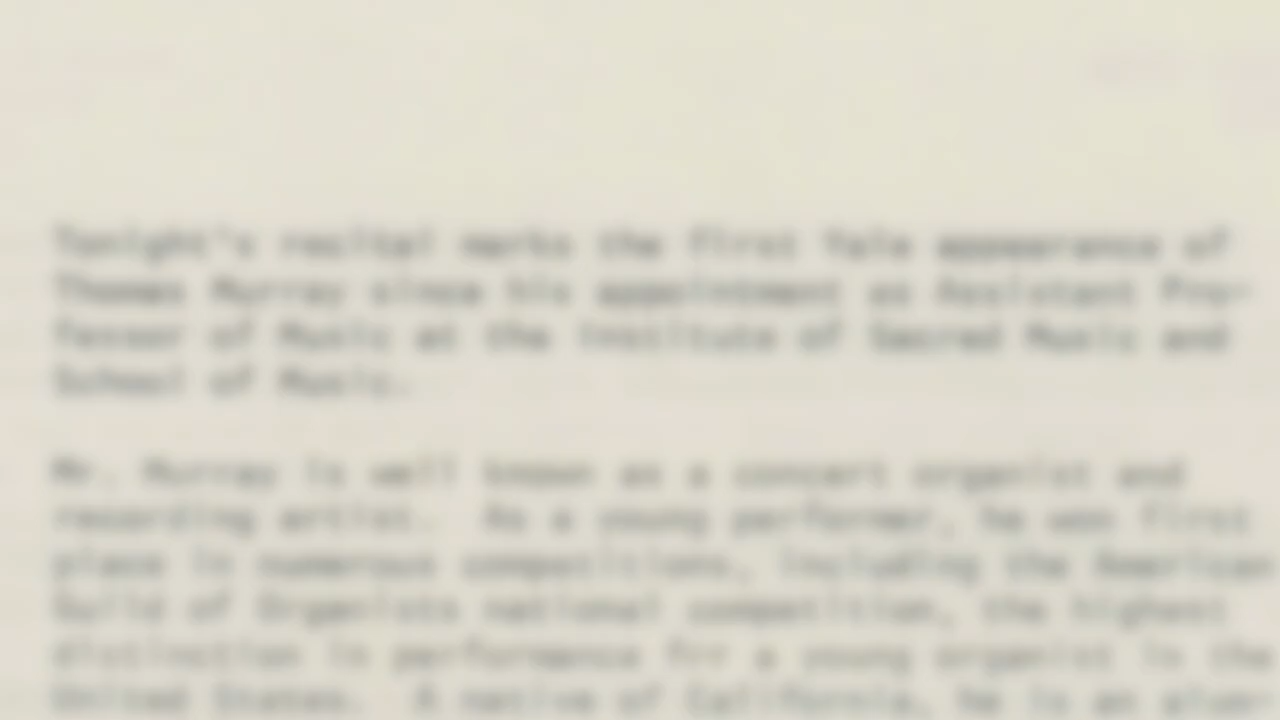 Tonight's recital marks the first Yale appearance of
Thomas Murray since his appointment as Assistant Pro-
fessor of Music at the Institute of Sacred Music and
School of Music.
Mr. Murray is well known as a concert organist and
recording artist. As a young performer, he won first
place in numerous competitions, including the American
Guild of Organists national competition, the highest
distinction in performance frr a young organist in the
United States. A native of California, he is an alum-